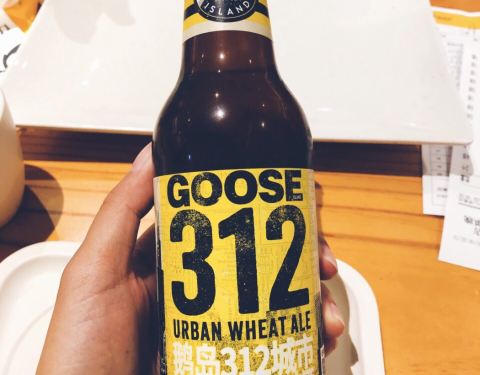 ISLAND
GOOSE
312
URBAN WHEAT ALE
鹅岛312城市